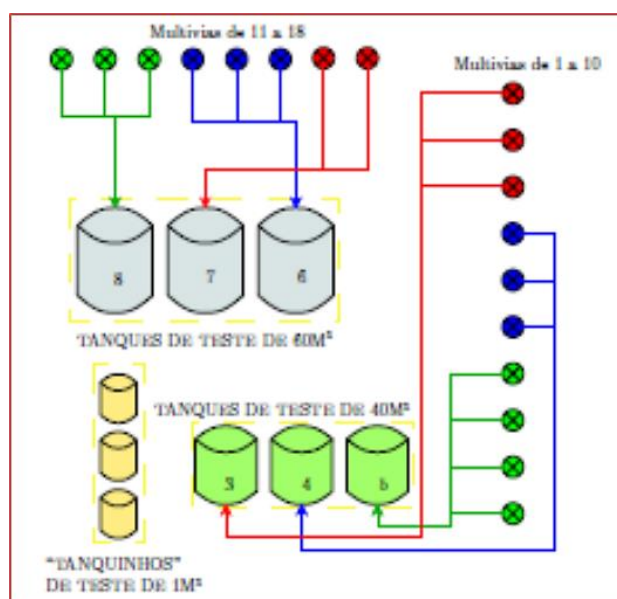 Multivias de 11 a 18
Multivias de 1 a 10
8
7
6
TANQUES DE TESTE DE 60M³
TANQUES DE TESTE DE 40M³
3
4
5
"TANQUINHOS"
DE TESTE DE 1M³